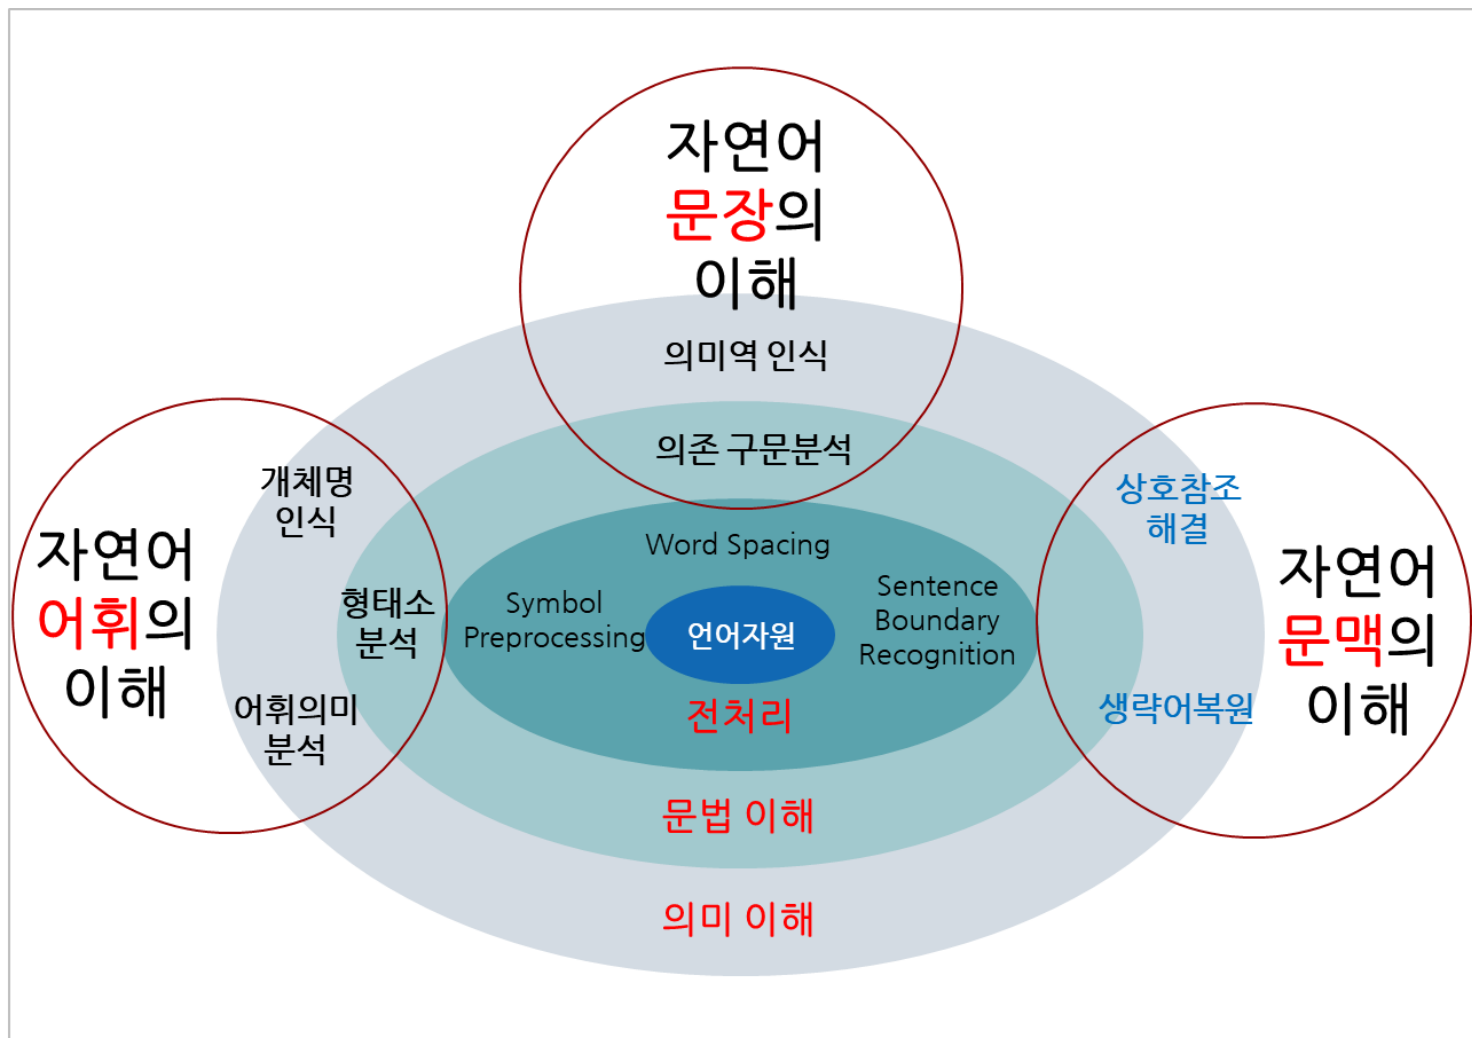 자연어
문장의
이해
의미역 인식
의존 구문분석
개체명
인식
자연어
어휘의
이해
형태소
분석
어휘의미
분석
Word Spacing
Symbol
Preprocessing
언어자원
Sentence
Boundary
Recognition
전처리
문법 이해
의미 이해
상호참조
해결
생략어복원
자연어
문맥의
이해